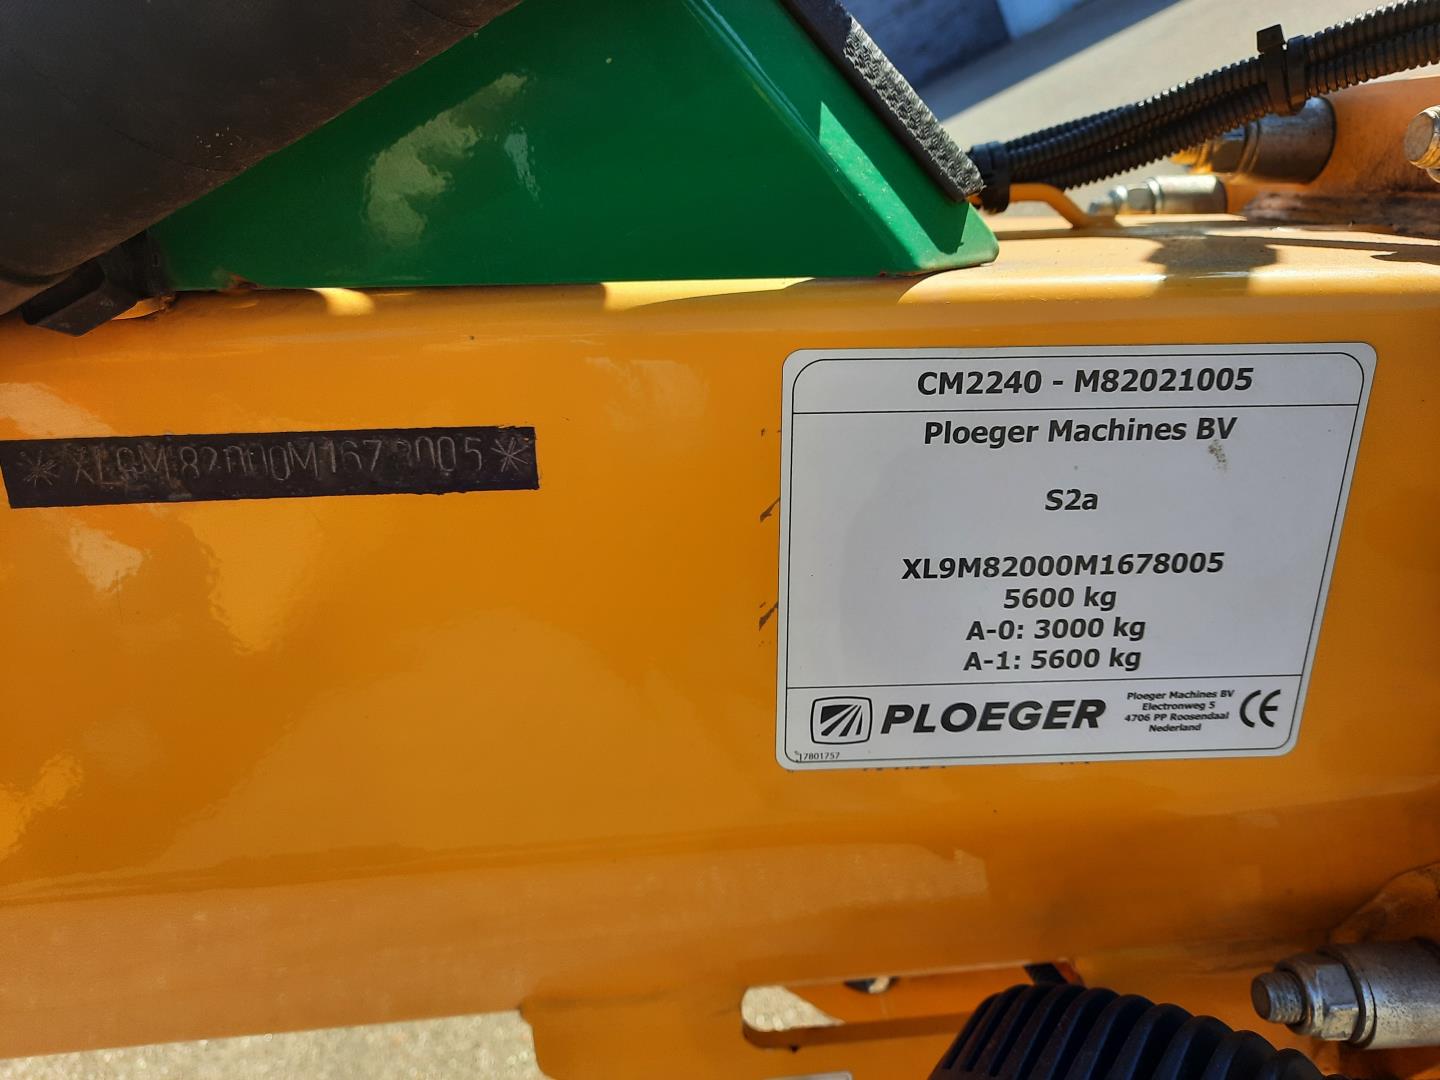 *XL9M82000M1678005*
CM2240 - M82021005
Ploeger Machines BV
S2a
XL9M82000M1678005
5600 kg
A-0: 3000 kg
A-1: 5600 kg
PLOEGER
Ploeger Machines BV
Electronweg 5
4706 PP Roosendaal
Nederland
CE
17801757